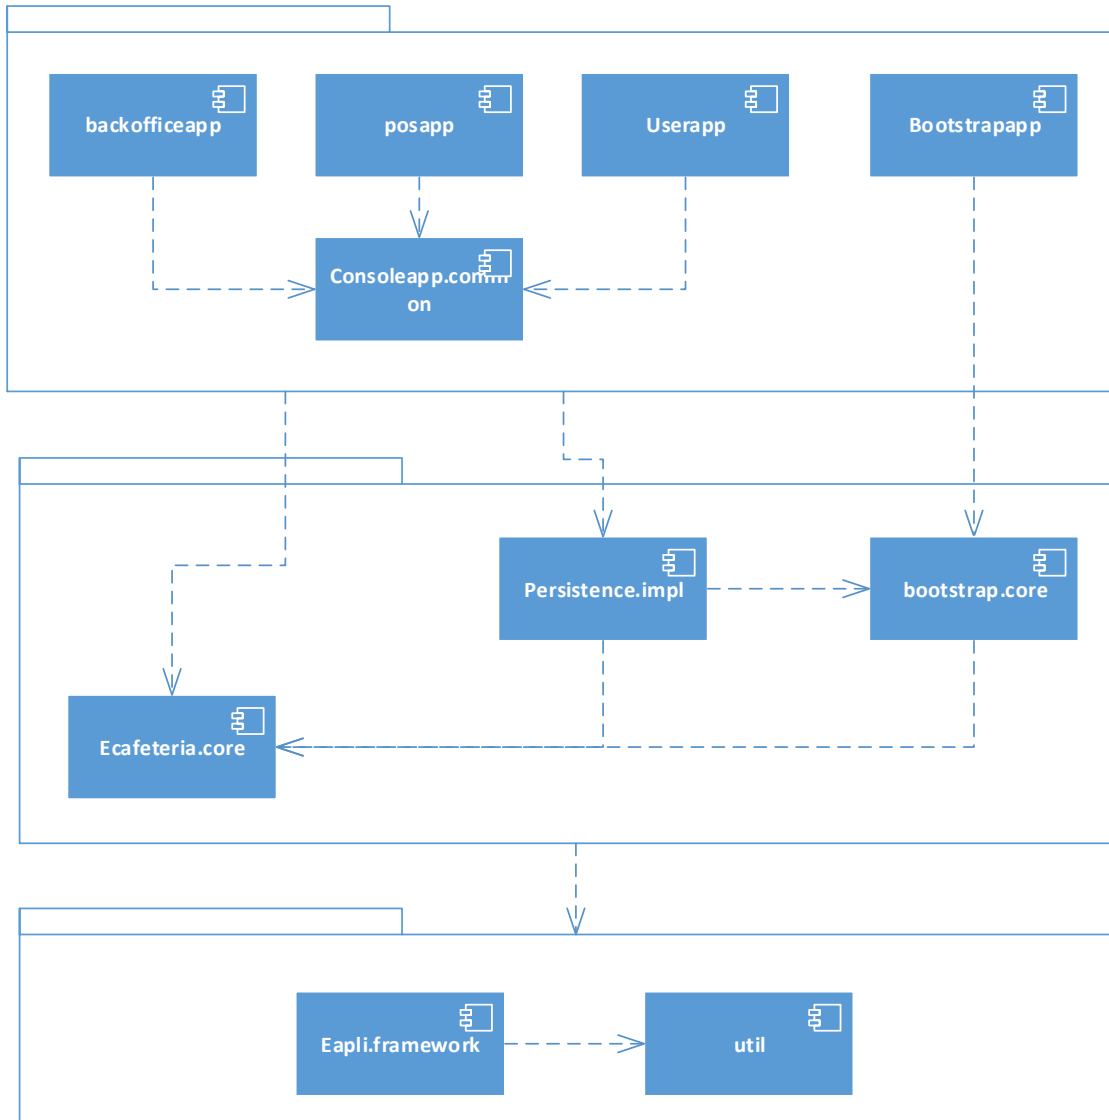 backofficeapp
posapp
Userapp
Bootstrapapp
Consoleapp.comm
on
Persistence.impl
bootstrap.core
Ecafeteria.core
Eapli.framework
util